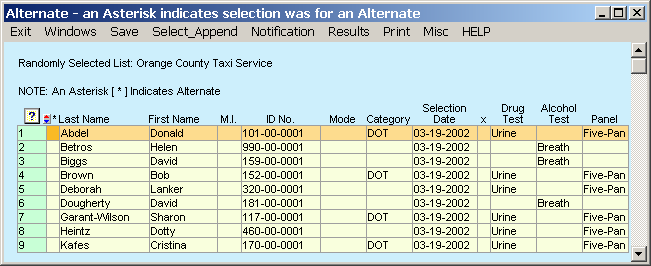 Alternate - an Asterisk indicates selection was for an Alternate
Exit Windows Save Select_Append Notification Results Print Misc HELP
Randomly Selected List: Orange County Taxi Service
NOTE: An Asterisk [ * ] Indicates Alternate
? * Last Name First Name M.I. ID No. Mode Category Selection Date x Drug Test Alcohol Test Panel
1 Abdel Donald 101-00-0001 DOT 03-19-2002 Urine Five-Pan
2 Betros Helen 990-00-0001 03-19-2002 Breath
3 Biggs David 159-00-0001 03-19-2002 Breath
4 Brown Bob 152-00-0001 DOT 03-19-2002 Urine Five-Pan
5 Deborah Lanker 320-00-0001 03-19-2002 Urine Five-Pan
6 Dougherty David 181-00-0001 03-19-2002 Breath
7 Garant-Wilson Sharon 117-00-0001 DOT 03-19-2002 Urine Five-Pan
8 Heintz Dotty 460-00-0001 03-19-2002 Urine Five-Pan
9 Kafes Cristina 170-00-0001 DOT 03-19-2002 Urine Five-Pan